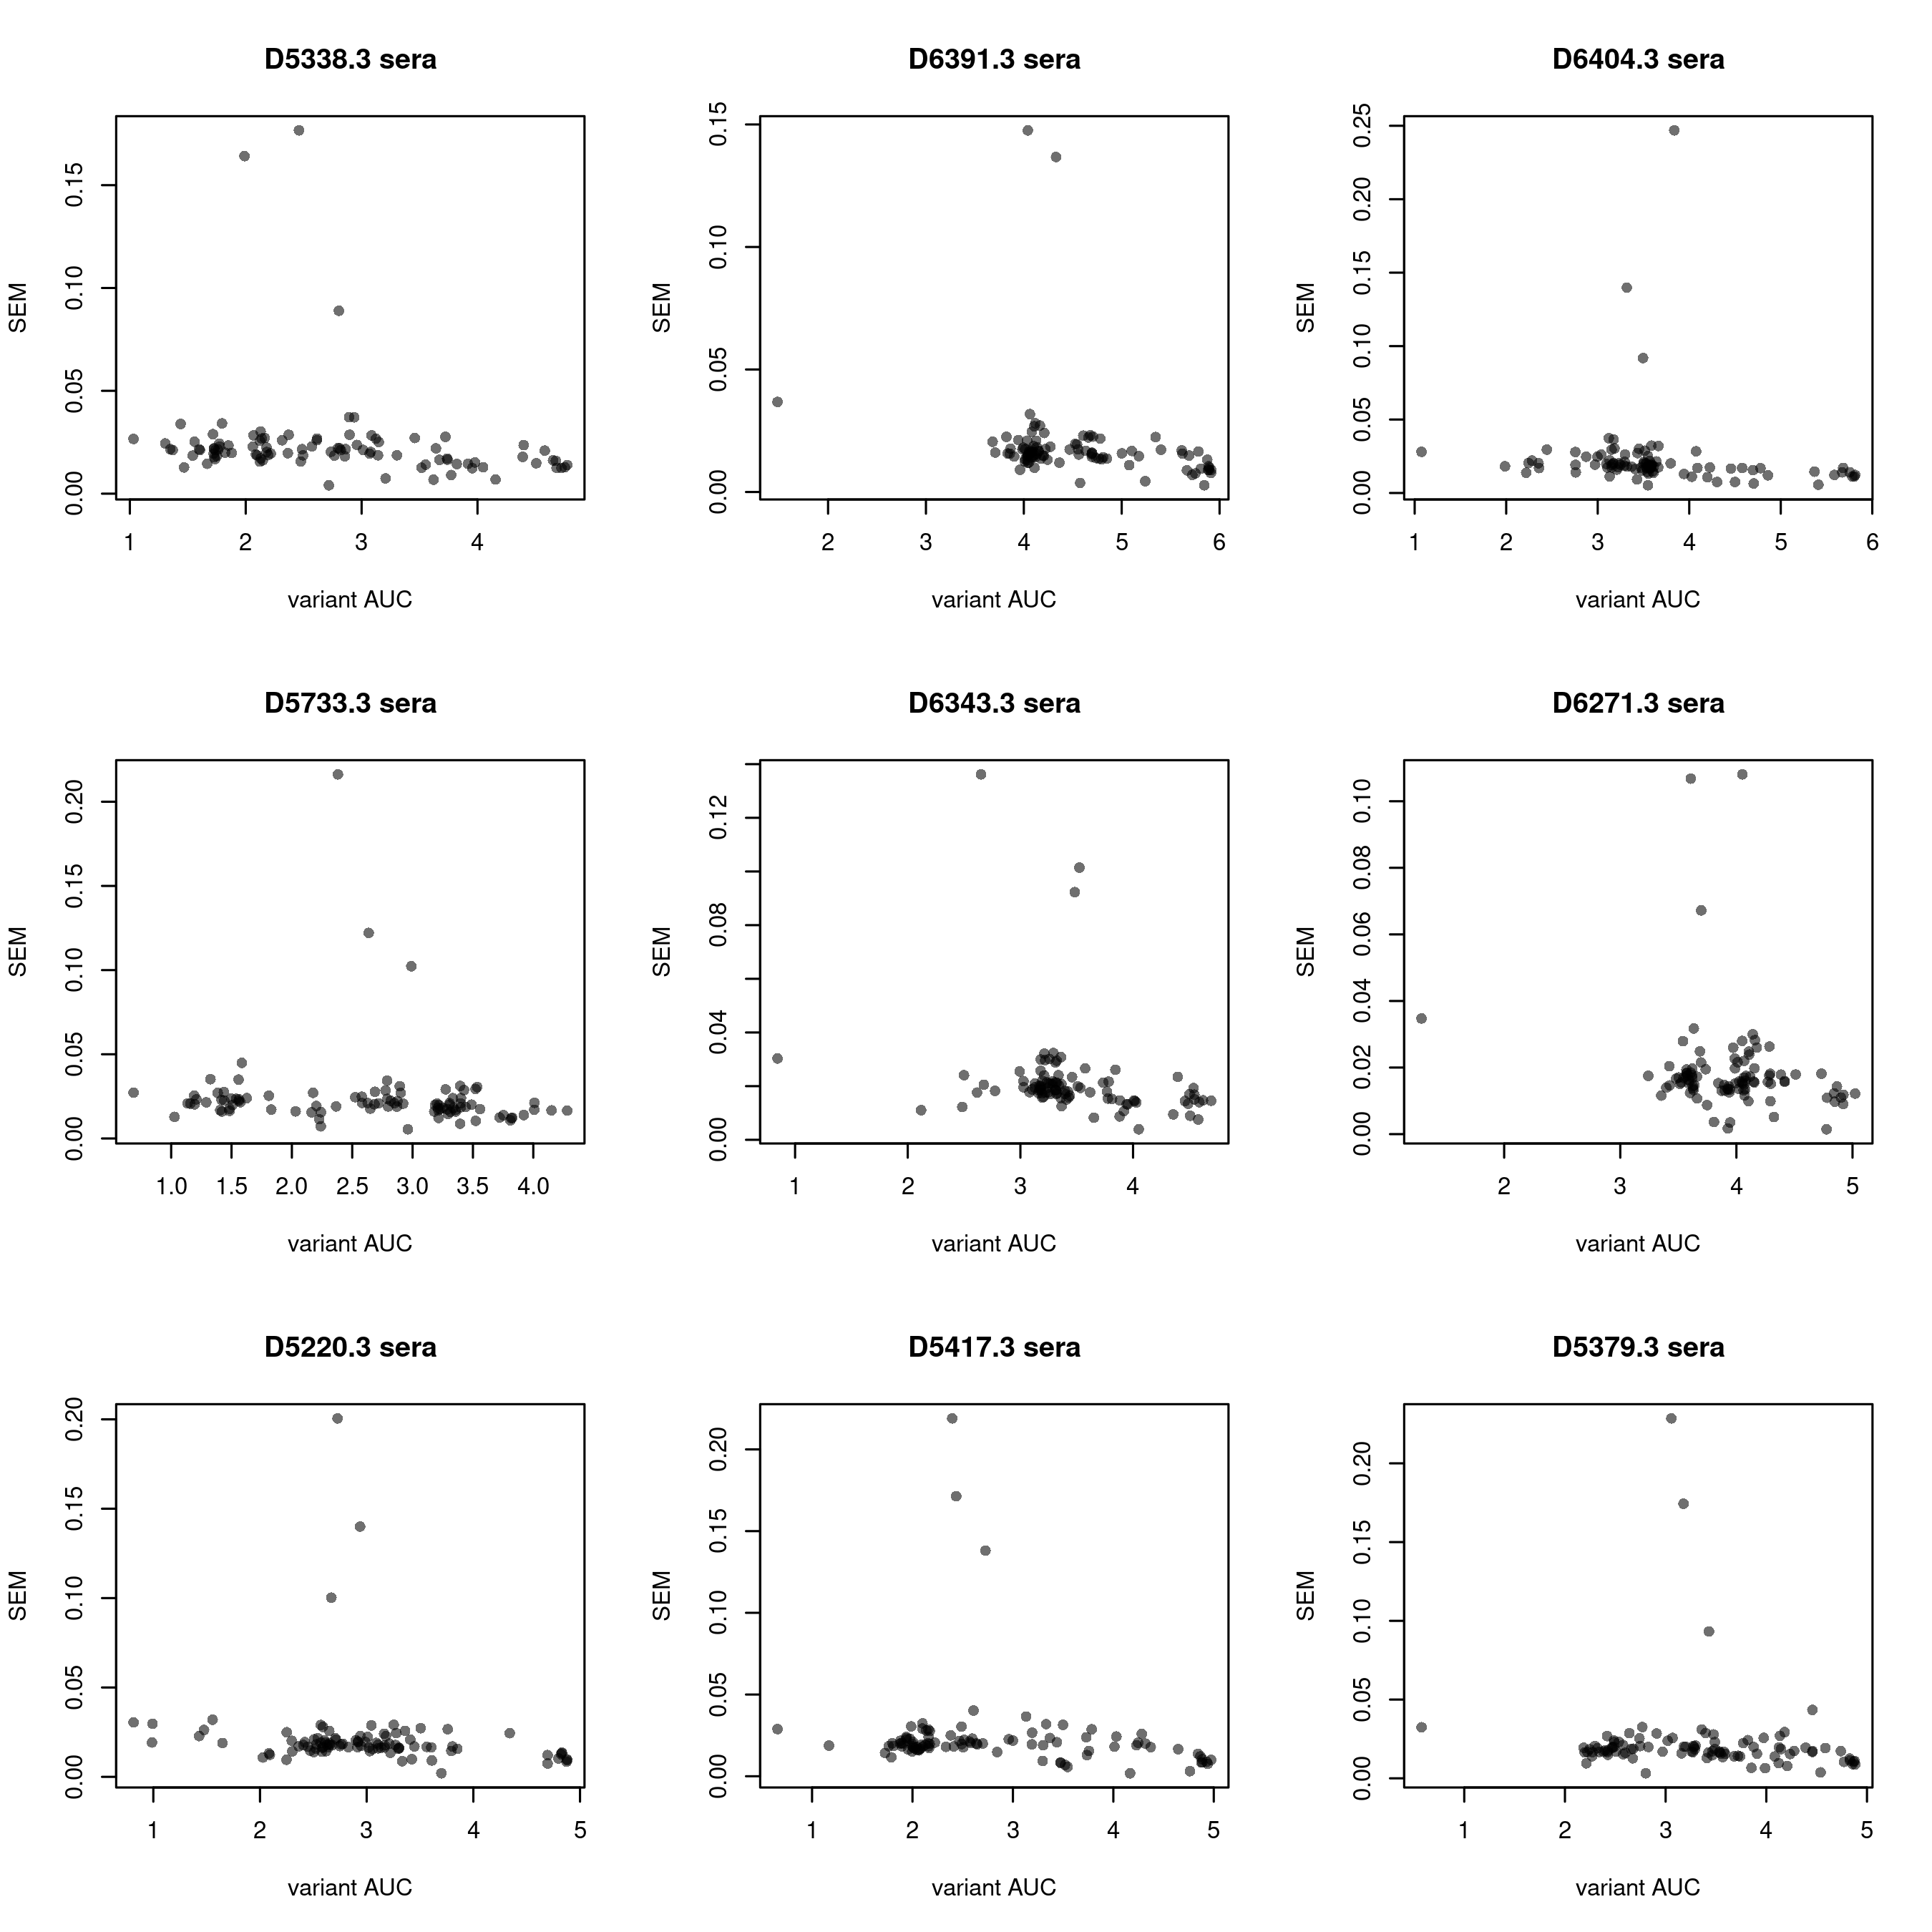 D5338.3 sera
SEM
0.00 0.05 0.10 0.15
1 2 3 4
variant AUC
D6391.3 sera
SEM
0.00 0.05 0.10 0.15
2 3 4 5 6
variant AUC
D6404.3 sera
SEM
0.00 0.05 0.10 0.15 0.20 0.25
1 2 3 4 5 6
variant AUC
D5733.3 sera
SEM
0.00 0.05 0.10 0.15 0.20
1.0 1.5 2.0 2.5 3.0 3.5 4.0
variant AUC
D6343.3 sera
SEM
0.00 0.04 0.08 0.12
1 2 3 4
variant AUC
D6271.3 sera
SEM
0.00 0.02 0.04 0.06 0.08 0.10
2 3 4 5
variant AUC
D5220.3 sera
SEM
0.00 0.05 0.10 0.15 0.20
1 2 3 4 5
variant AUC
D5417.3 sera
SEM
0.00 0.05 0.10 0.15 0.20
1 2 3 4 5
variant AUC
D5379.3 sera
SEM
0.00 0.05 0.10 0.15 0.20
1 2 3 4 5
variant AUC